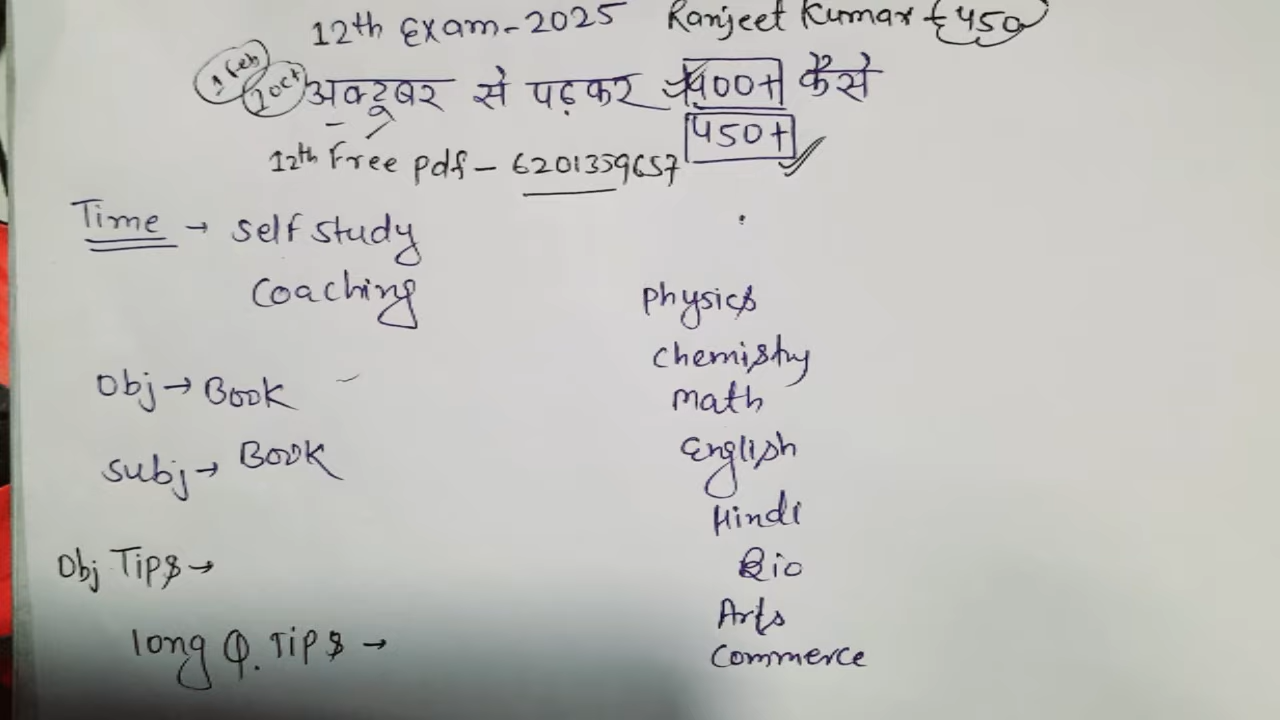 12th Exam-2025 Ranjeet Kumar 450
1 Feb 1 Oct अक्टूबर से पढ़कर 400+ कैसे
450+
12th Free pdf - 6201359657
Time → self study
Coaching
Physics
Chemistry
Obj → Book
Math
Subj → Book
English
Hindi
Obj Tips →
Bio
Arts
long Q. Tips →
Commerce